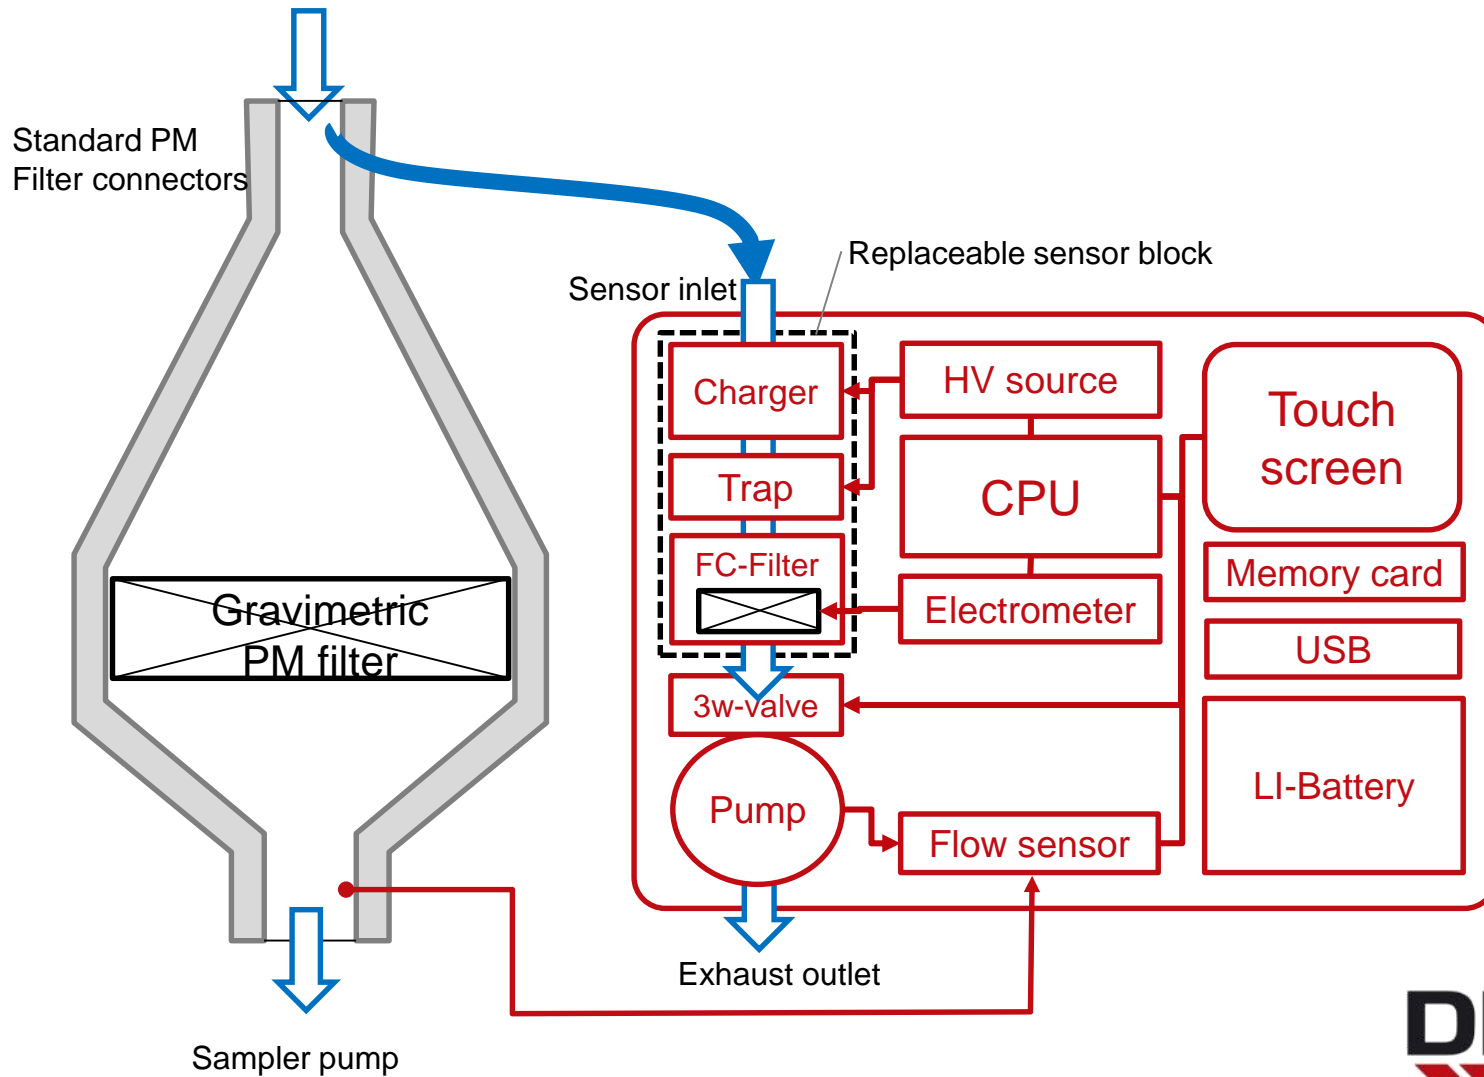 Standard PM
Filter connectors
Replaceable sensor block
Sensor inlet
Charger
HV source
Touch
screen
Trap
CPU
FC-Filter
Memory card
Gravimetric
PM filter
Electrometer
USB
3w-valve
LI-Battery
Pump
Flow sensor
Exhaust outlet
Sampler pump